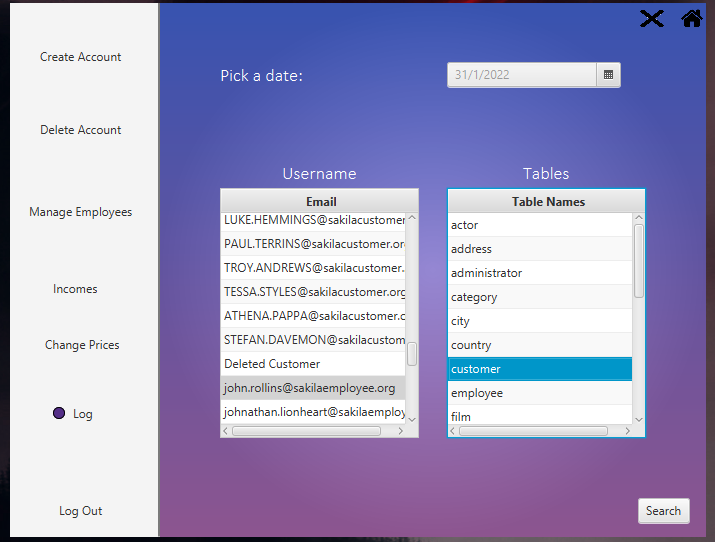 Create Account
Delete Account
Manage Employees
Incomes
Change Prices
Log
Log Out
Pick a date:
31/1/2022
Username
Email
LUKE.HEMMINGS@sakilacustomer
PAUL.TERRINS@sakilacustomer.or
TROY.ANDREWS@sakilacustomer.
TESSA.STYLES@sakilacustomer.org
ATHENA.PAPPA@sakilacustomer.o
STEFAN.DAVEMON@sakilacustom
Deleted Customer
john.rollins@sakilaemployee.org
johnathan.lionheart@sakilaemploy
Tables
Table Names
actor
address
administrator
category
city
country
customer
employee
film
Search